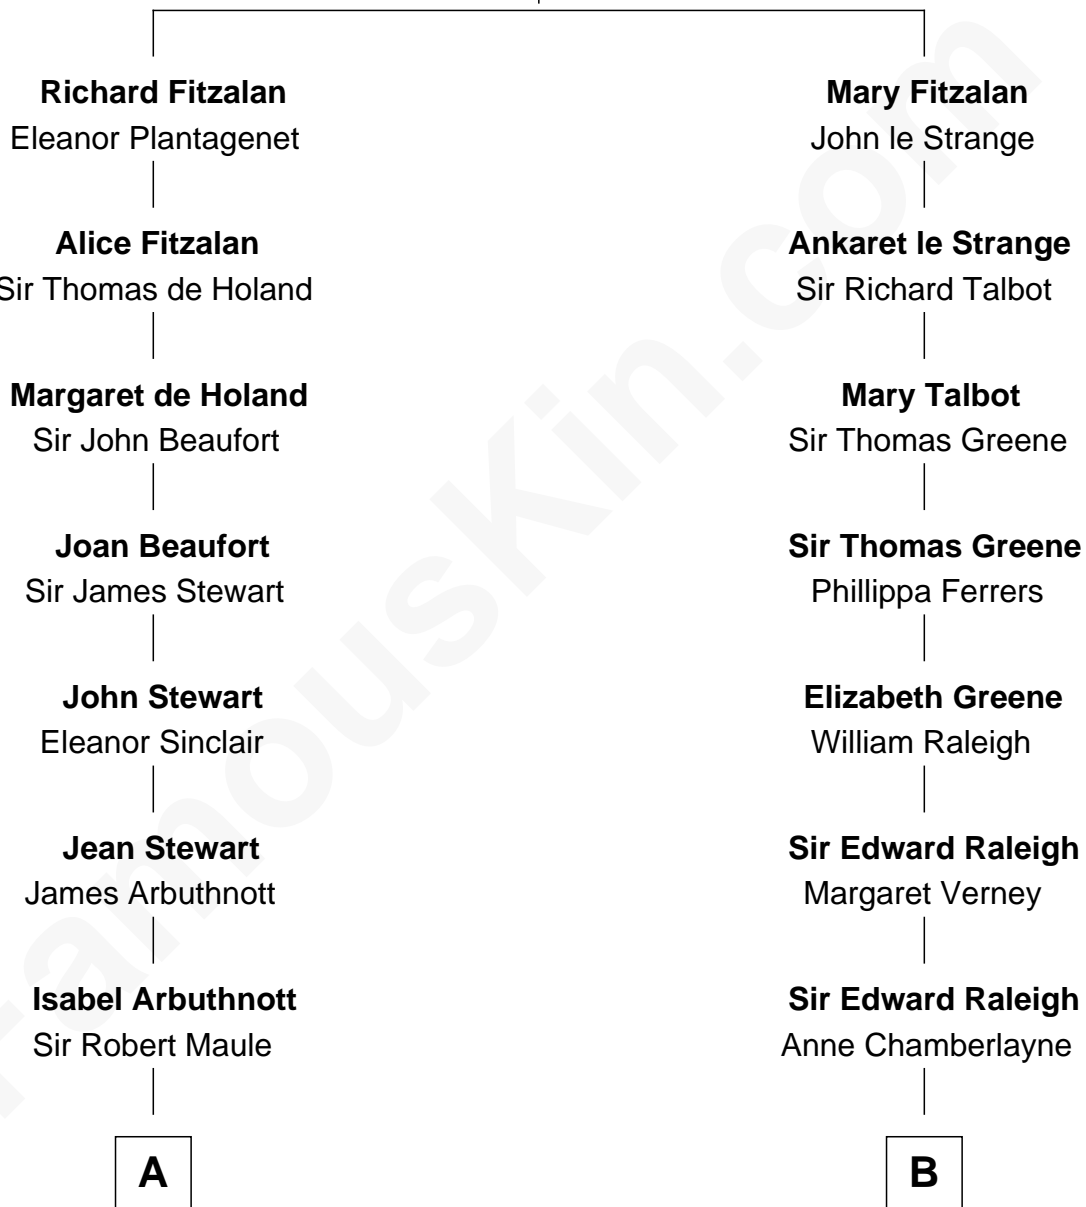 Richard Fitzalan
Eleanor Plantagenet
Alice Fitzalan
Sir Thomas de Holand
Margaret de Holand
Sir John Beaufort
Joan Beaufort
Sir James Stewart
John Stewart
Eleanor Sinclair
Jean Stewart
James Arbuthnott
Isabel Arbuthnott
Sir Robert Maule
A
Mary Fitzalan
John le Strange
Ankaret le Strange
Sir Richard Talbot
Mary Talbot
Sir Thomas Greene
Sir Thomas Greene
Phillippa Ferrers
Elizabeth Greene
William Raleigh
Sir Edward Raleigh
Margaret Verney
Sir Edward Raleigh
Anne Chamberlayne
B
FamousKin.com